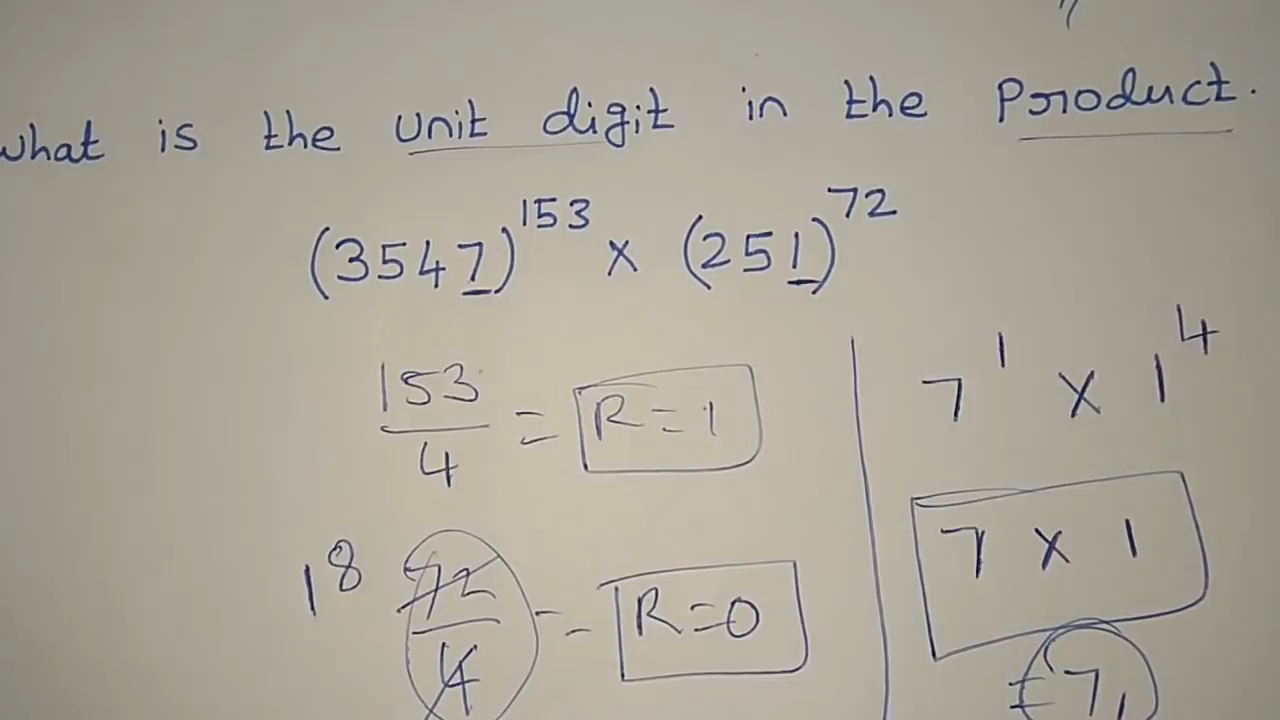 what is the unit digit in the Product.
(3547)^153 × (251)^72
153/4 = R=1
18 72/4 = R=0
7^1 × 1^4
7 × 1
= 7,